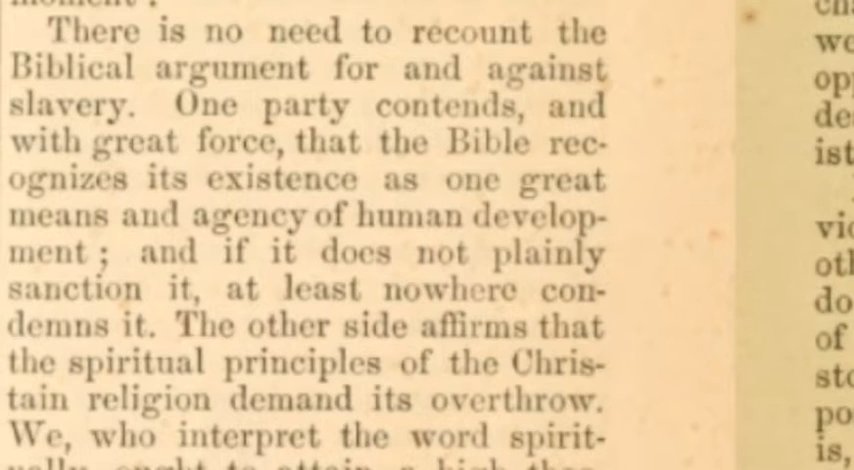 There is no need to recount the
Biblical argument for and against
slavery. One party contends, and
with great force, that the Bible rec-
ognizes its existence as one great
means and agency of human develop-
ment; and if it does not plainly
sanction it, at least nowhere con-
demns it. The other side affirms that
the spiritual principles of the Chris-
tain religion demand its overthrow.
We, who interpret the word spirit-